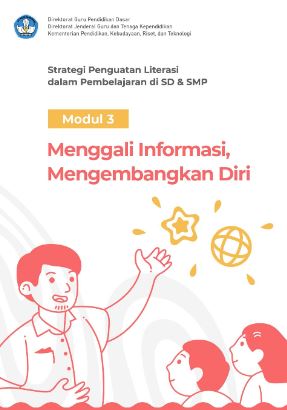 Direktorat Guru Pendidikan Dasar
Direktorat Jenderal Guru dan Tenaga Kependidikan
Kementerian Pendidikan, Kebudayaan, Riset, dan Teknologi
Strategi Penguatan Literasi
dalam Pembelajaran di SD & SMP
Modul 3
Menggali Informasi,
Mengembangkan Diri